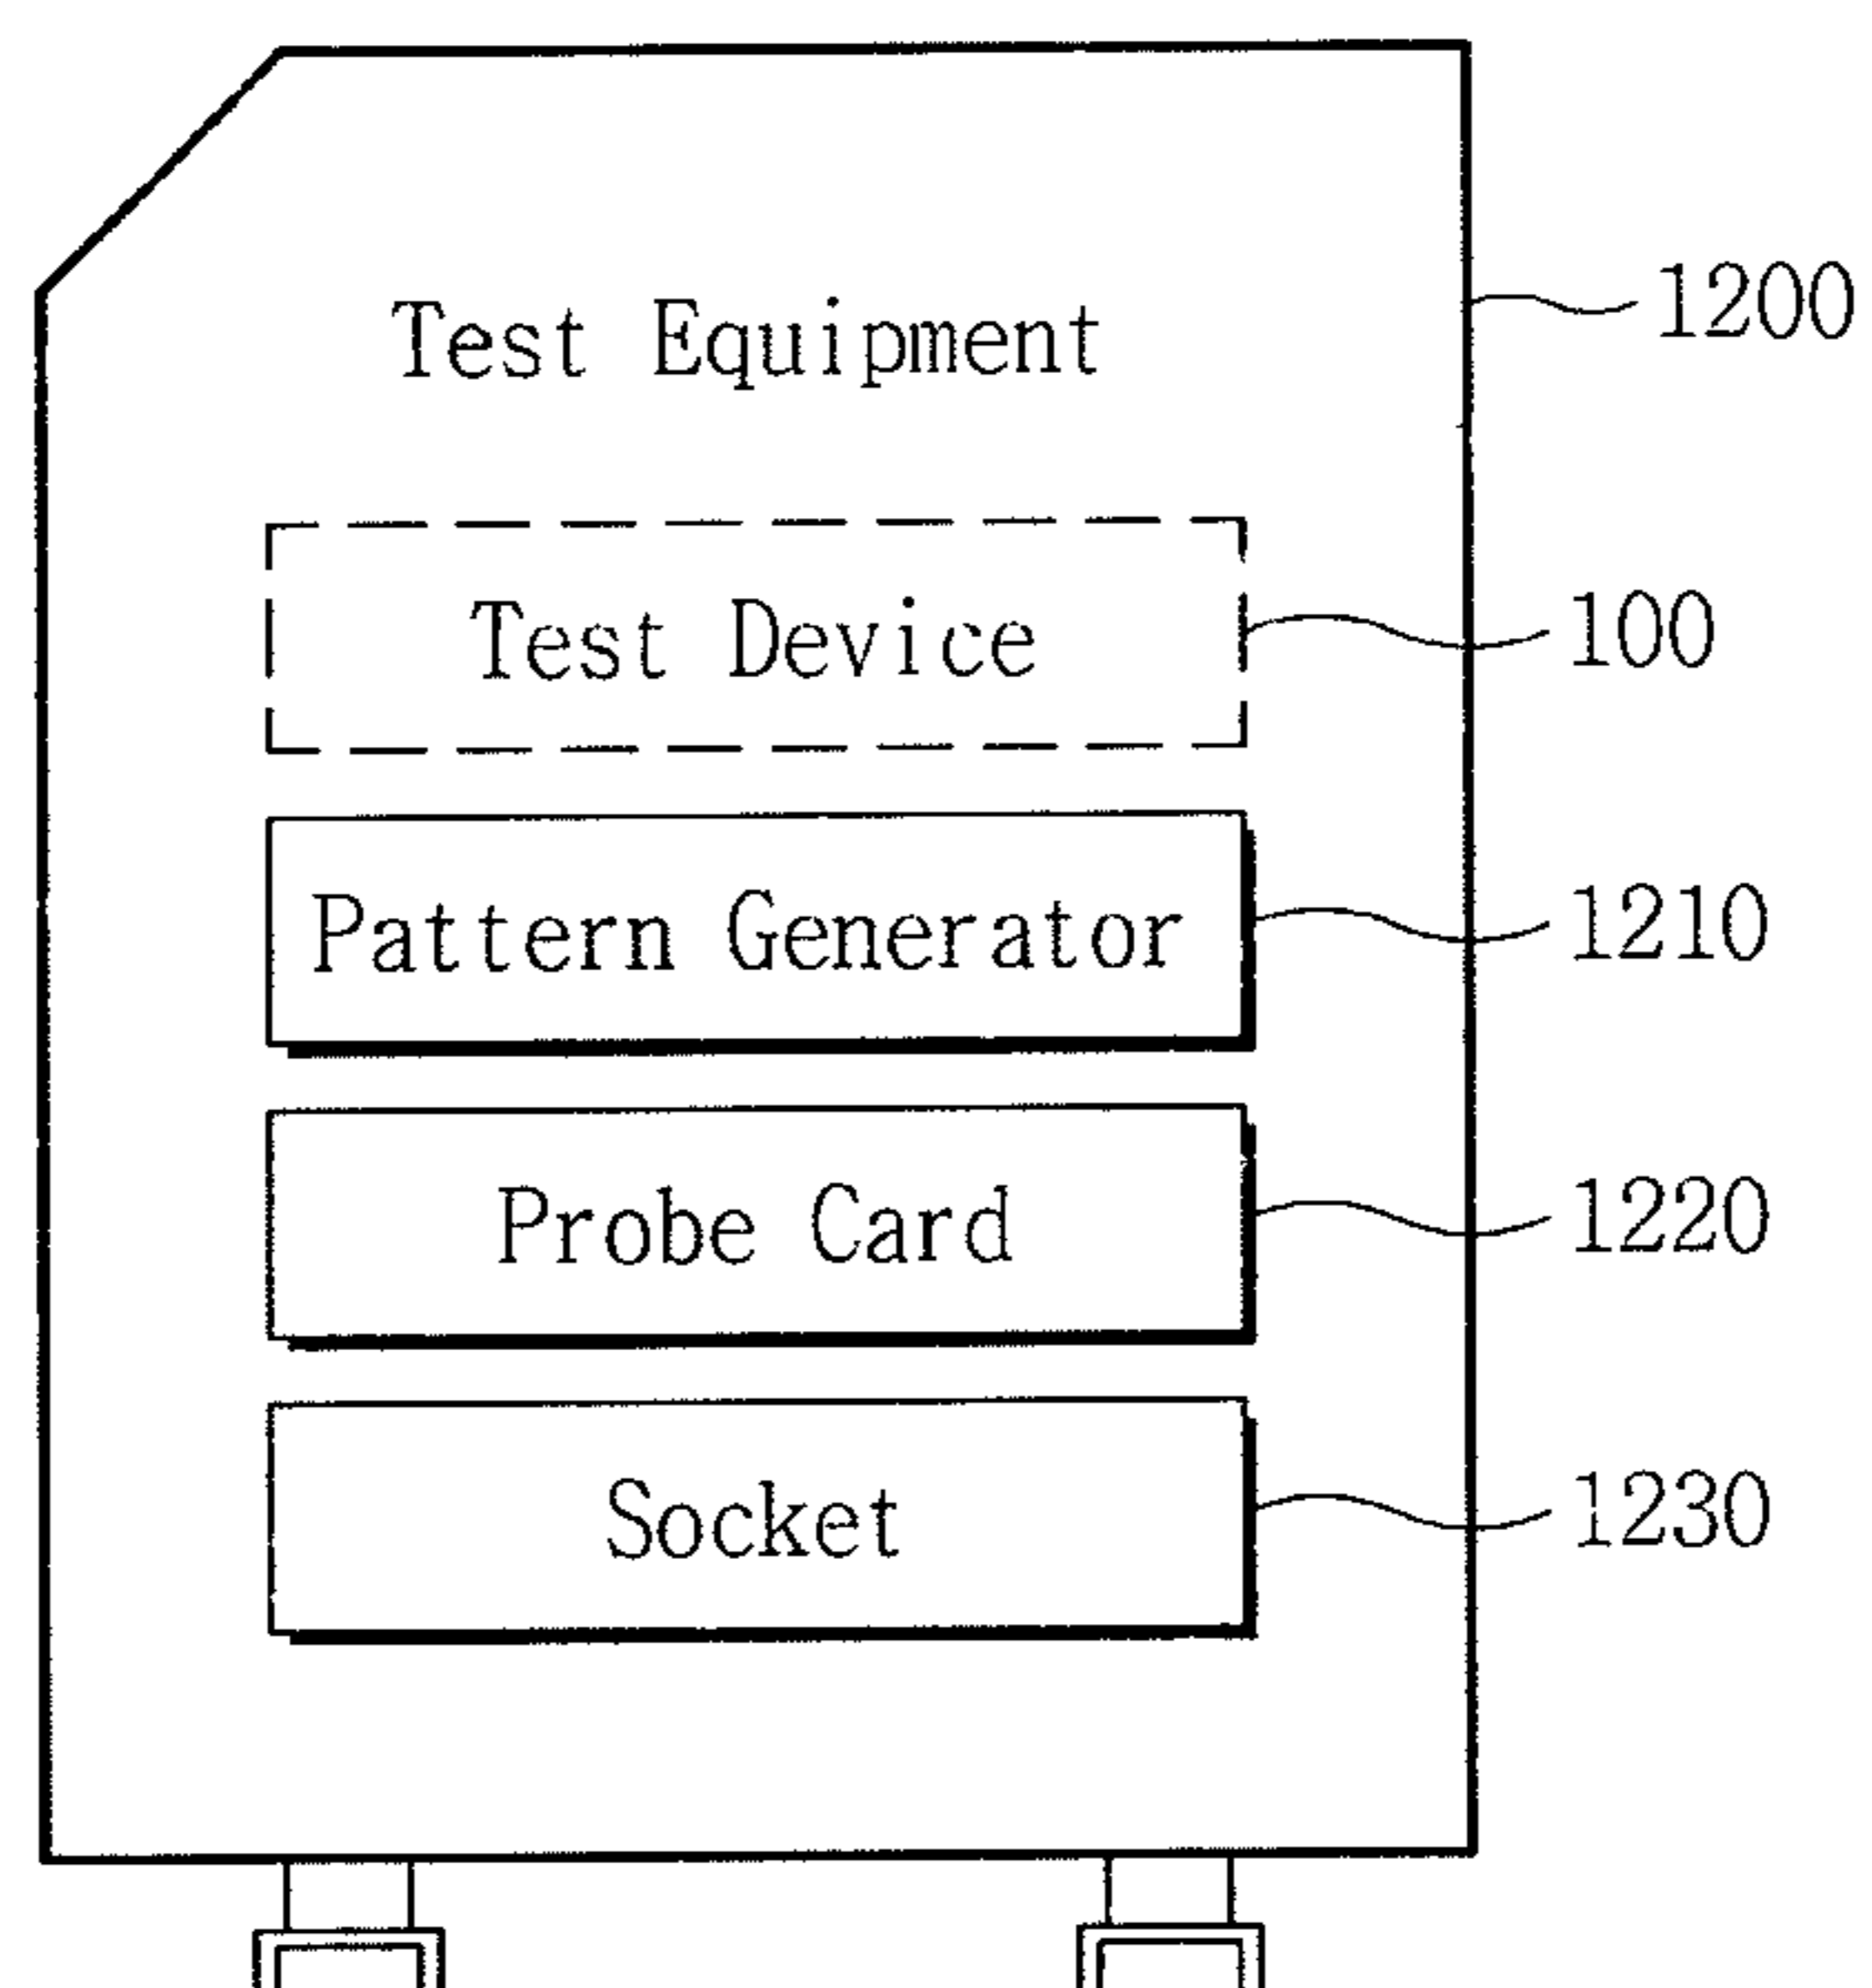 Test Equipment
1200
Test Device
100
Pattern Generator
1210
Probe Card
1220
Socket
1230